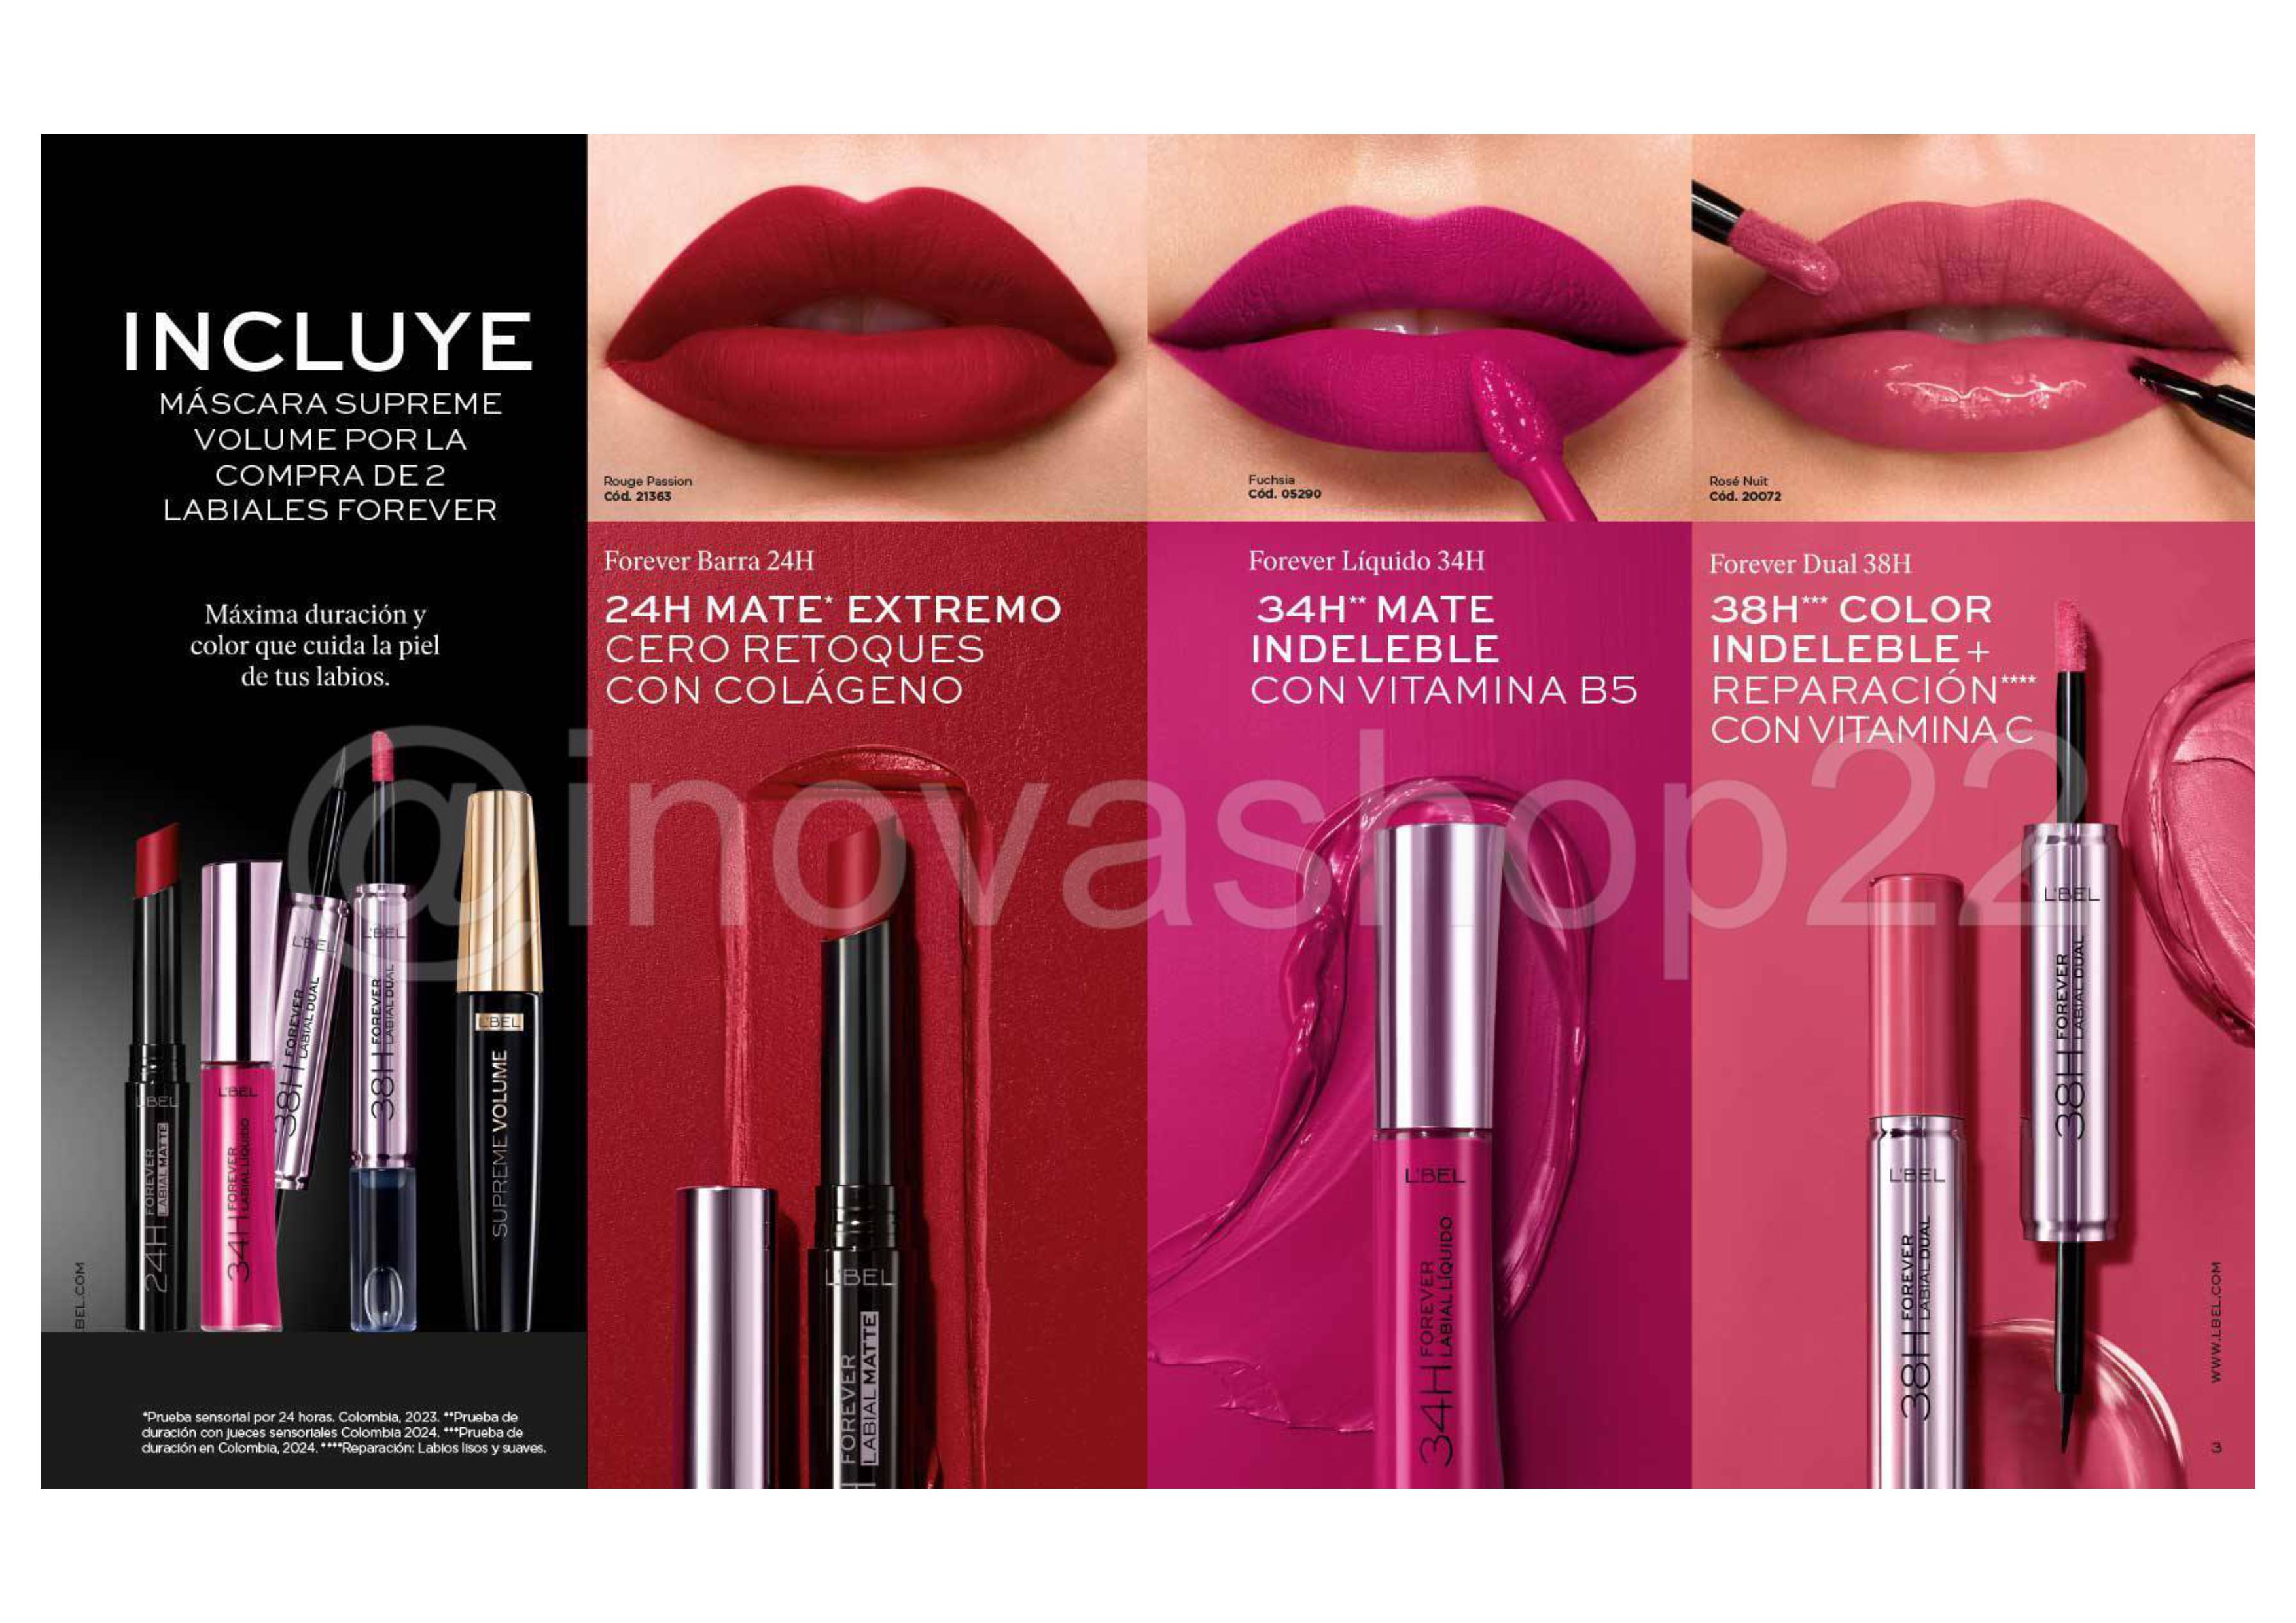 INCLUYE
MÁSCARA SUPREME
VOLUME POR LA
COMPRA DE 2
LABIALES FOREVER
Máxima duración y
color que cuida la piel
de tus labios.
L'BEL
24H FOREVER
LABIAL MATTE
L'BEL
34H FOREVER
LABIAL LÍQUIDO
L'BEL
38H FOREVER
LABIAL DUAL
L'BEL
38H FOREVER
LABIAL DUAL
L'BEL
SUPREME VOLUME
BEL.COM
*Prueba sensorial por 24 horas. Colombia, 2023. **Prueba de
duración con jueces sensoriales Colombia 2024. ***Prueba de
duración en Colombia, 2024. ****Reparación: Labios lisos y suaves.
Rouge Passion
Cód. 21363
Forever Barra 24H
24H MATE* EXTREMO
CERO RETOQUES
CON COLÁGENO
L'BEL
FOREVER
LABIAL MATTE
Fuchsia
Cód. 05290
Forever Líquido 34H
34H** MATE
INDELEBLE
CON VITAMINA B5
L'BEL
34H FOREVER
LABIAL LÍQUIDO
Rosé Nuit
Cód. 20072
Forever Dual 38H
38H*** COLOR
INDELEBLE +
REPARACIÓN****
CON VITAMINA C
L'BEL
38H FOREVER
LABIAL DUAL
L'BEL
38H FOREVER
LABIAL DUAL
WWW.LBEL.COM
3
@inovashop22